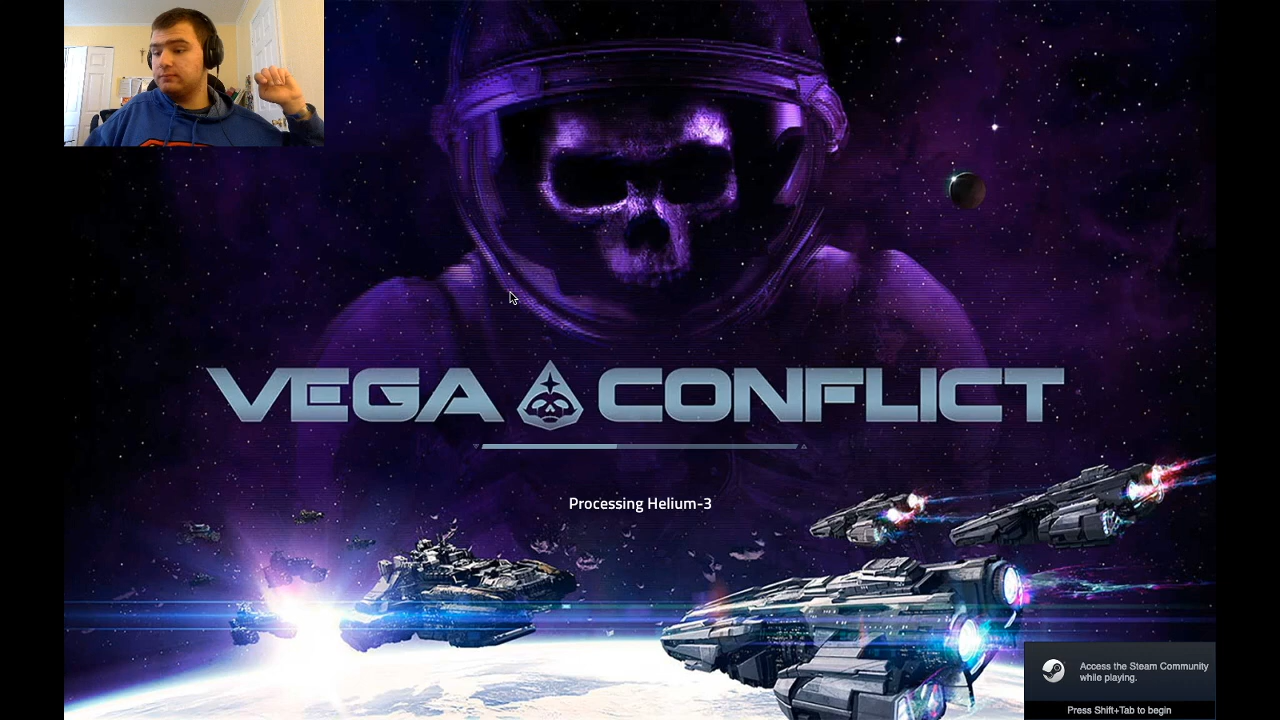 VEGA CONFLICT
Processing Helium-3
Access the Steam Community
while playing.
Press Shift+Tab to begin